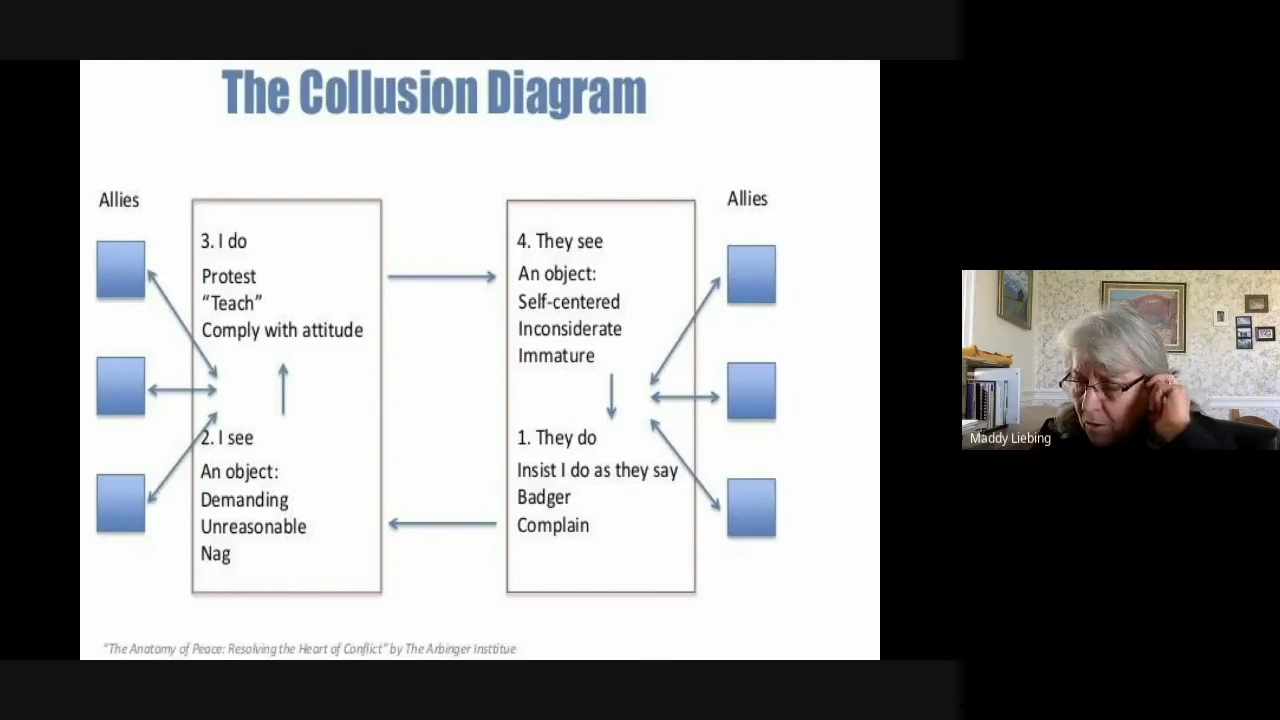 The Collusion Diagram
Allies
Allies
3. I do
Protest
“Teach”
Comply with attitude
2. I see
An object:
Demanding
Unreasonable
Nag
4. They see
An object:
Self-centered
Inconsiderate
Immature
1. They do
Insist I do as they say
Badger
Complain
“The Anatomy of Peace: Resolving the Heart of Conflict” by The Arbinger Instititue
Maddy Liebing